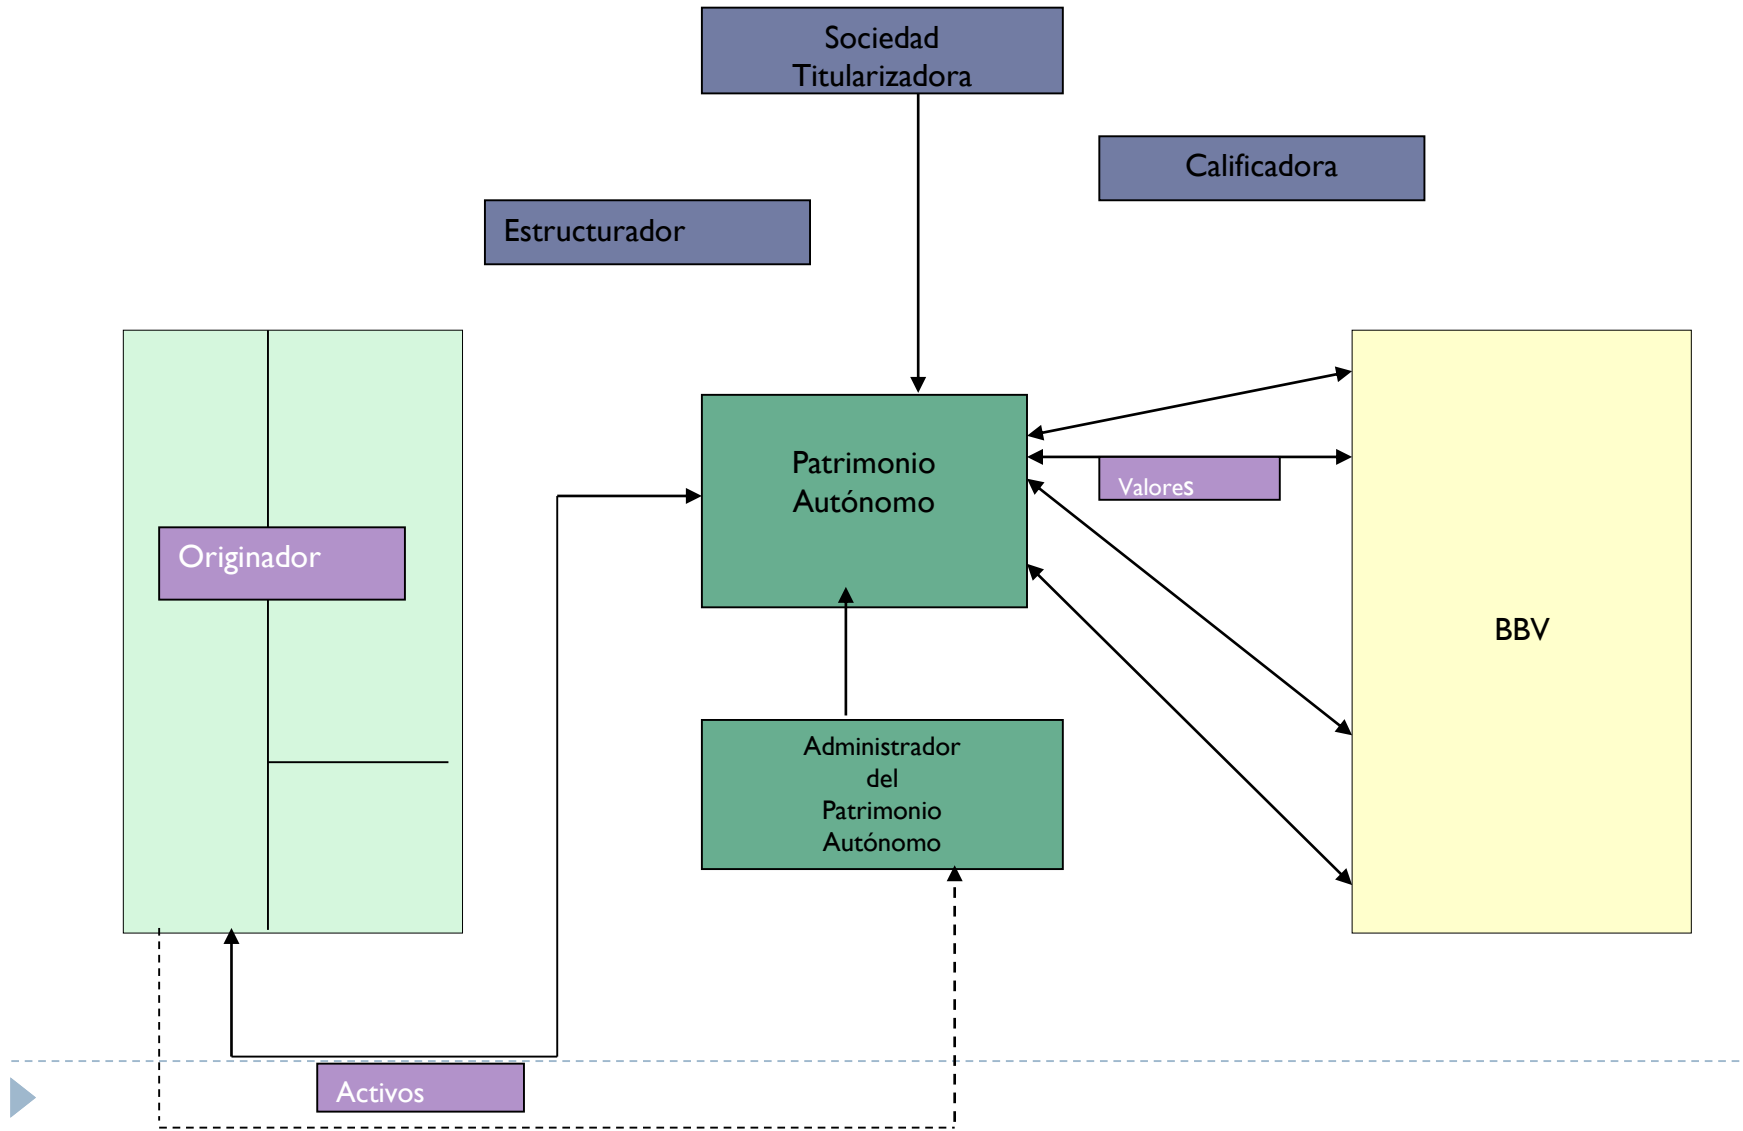 Sociedad
Titularizadora
Calificadora
Estructurador
Patrimonio
Autónomo
Valores
Originador
BBV
Administrador
del
Patrimonio
Autónomo
Activos